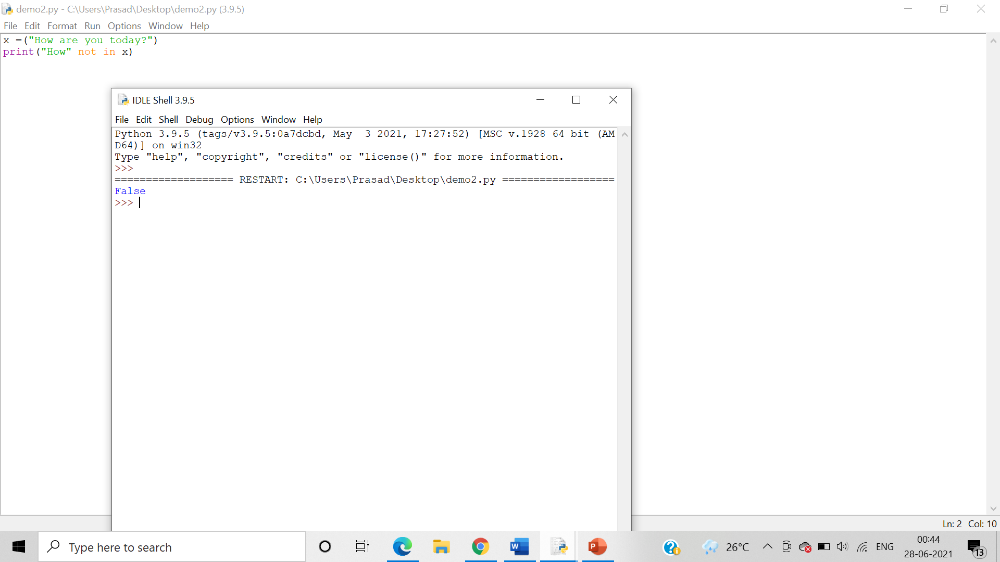 demo2.py - C:\Users\Prasad\Desktop\demo2.py (3.9.5)
File Edit Format Run Options Window Help
x =("How are you today?")
print("How" not in x)
IDLE Shell 3.9.5
File Edit Shell Debug Options Window Help
Python 3.9.5 (tags/v3.9.5:0a7dcbd, May  3 2021, 17:27:52) [MSC v.1928 64 bit (AM
D64)] on win32
Type "help", "copyright", "credits" or "license()" for more information.
>>>
=================== RESTART: C:\Users\Prasad\Desktop\demo2.py ==================
False
>>>
Ln: 2 Col: 10
Type here to search
W
P
26°C
ENG
00:44
28-06-2021
13